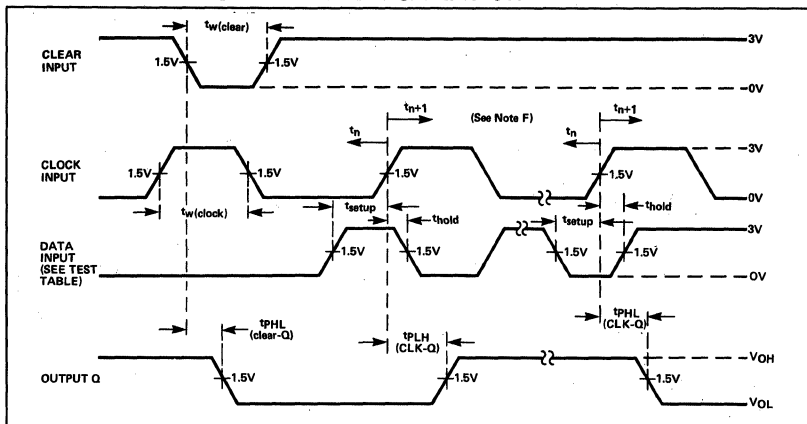 tw(clear)
CLEAR INPUT
1.5V
1.5V
3V
0V
tn+1
(See Note F)
tn+1
tn
tn
CLOCK INPUT
1.5V
1.5V
1.5V
1.5V
3V
0V
tw(clock)
tsetup
thold
tsetup
thold
DATA INPUT (SEE TEST TABLE)
1.5V
1.5V
1.5V
1.5V
3V
0V
tPHL (clear-Q)
tPLH (CLK-Q)
tPHL (CLK-Q)
OUTPUT Q
1.5V
1.5V
1.5V
VOH
VOL